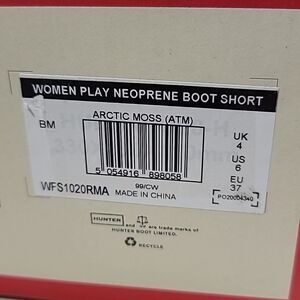 WOMEN PLAY NEOPRENE BOOT SHORT
ARCTIC MOSS (ATM)
BM
UK
4
US
6
EU
37
5 054916 898058
99/CW
WFS1020RMA
MADE IN CHINA
PO20004340
HUNTER and are trade marks of
HUNTER BOOT LIMITED.
RECYCLE